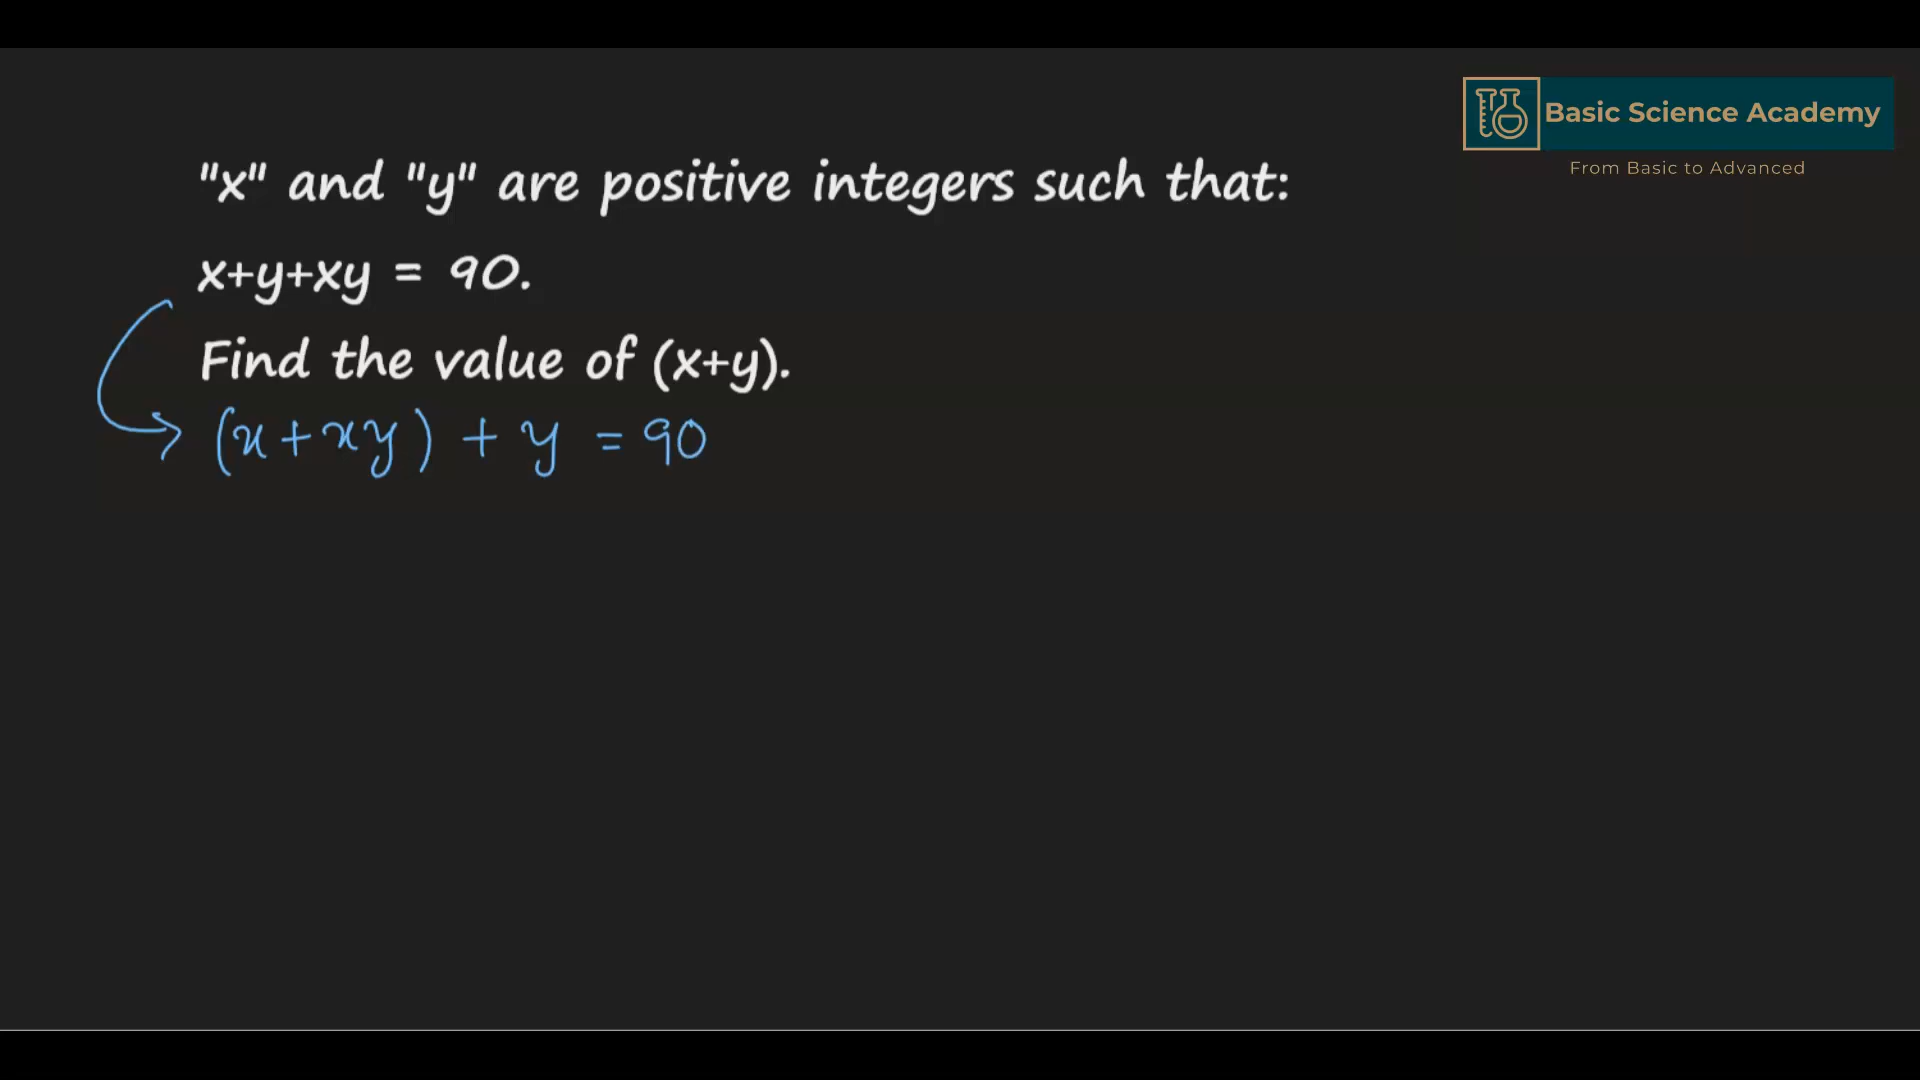 Basic Science Academy
From Basic to Advanced
"x" and "y" are positive integers such that:
x+y+xy = 90.
Find the value of (x+y).
(x+xy) + y = 90